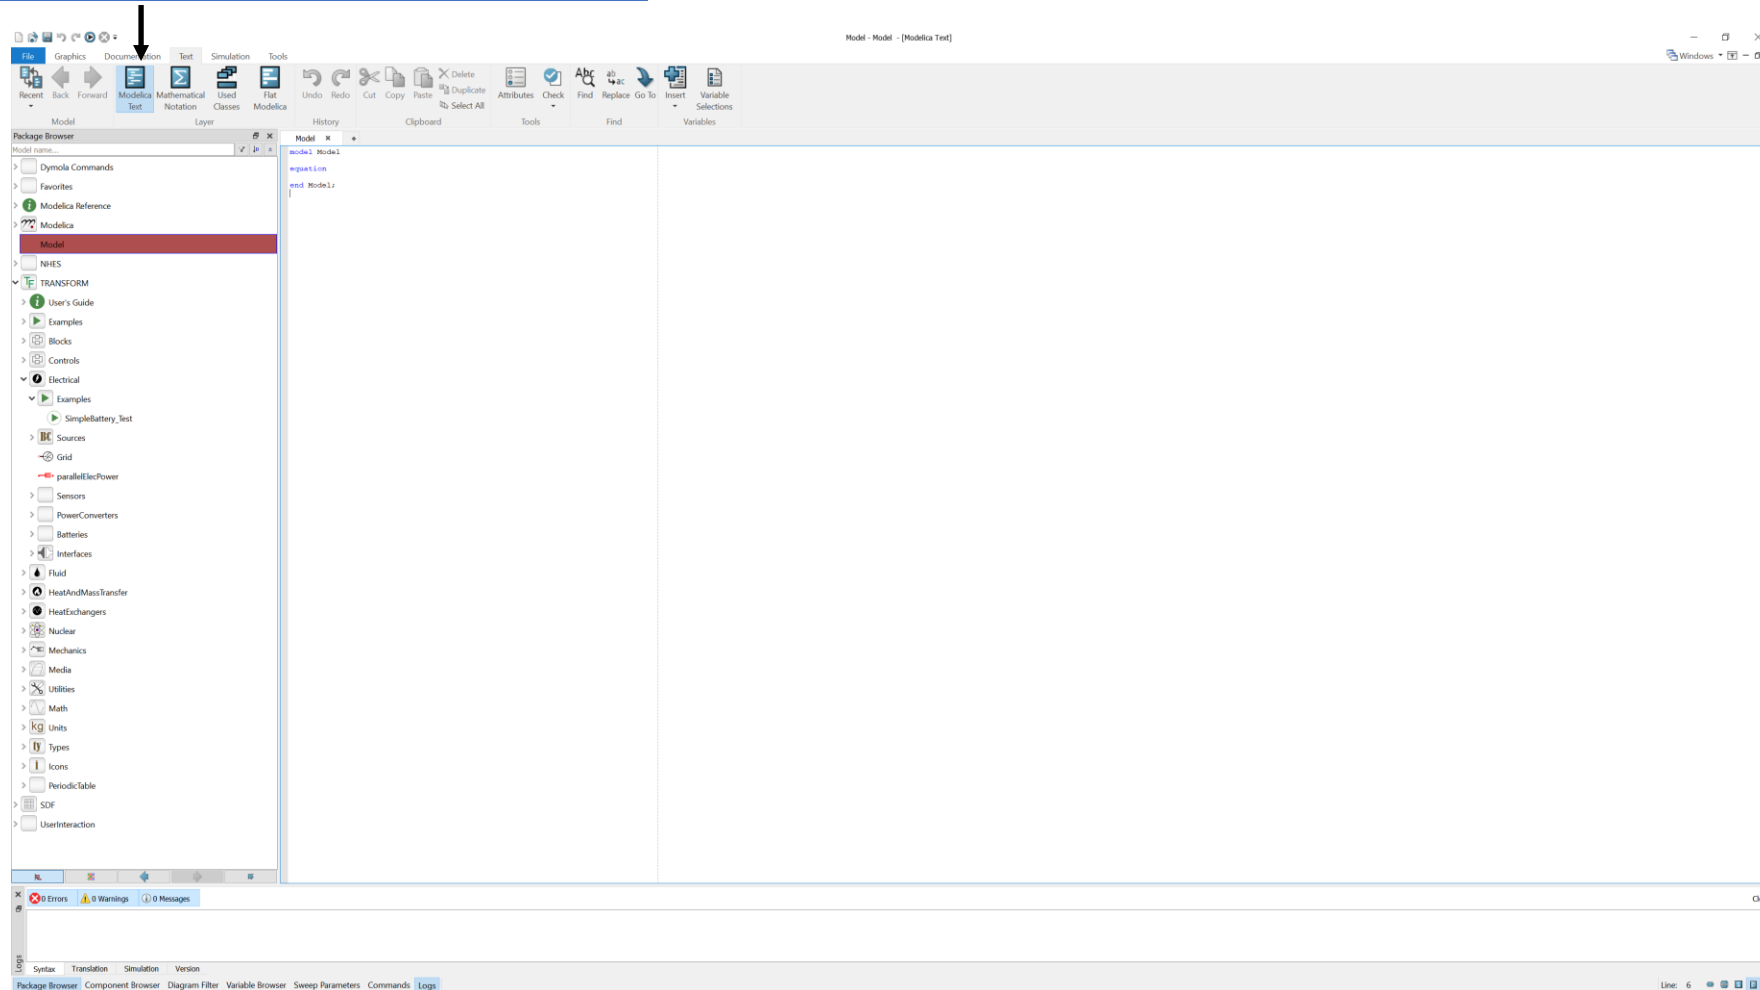 Model - Model - [Modelica Text]
File Graphics Documentation Text Simulation Tools
Windows
Recent Back Forward Modelica Text Mathematical Notation Used Classes Flat Modelica Undo Redo Cut Copy Paste Delete Duplicate Select All Attributes Check Find Replace Go To Insert Variable Selections
Model Layer History Clipboard Tools Find Variables
Package Browser
Model name...
Model
Dymola Commands
Favorites
Modelica Reference
Modelica
Model
NHES
TRANSFORM
User's Guide
Examples
Blocks
Controls
Electrical
Examples
SimpleBattery_Test
Sources
Grid
parallelElecPower
Sensors
PowerConverters
Batteries
Interfaces
Fluid
HeatAndMassTransfer
HeatExchangers
Nuclear
Mechanics
Media
Utilities
Math
kg Units
Types
Icons
PeriodicTable
SDF
UserInteraction
model Model
equation
end Model;
0 Errors 0 Warnings 0 Messages
Logs
Syntax Translation Simulation Version
Package Browser Component Browser Diagram Filter Variable Browser Sweep Parameters Commands Logs
Line: 6